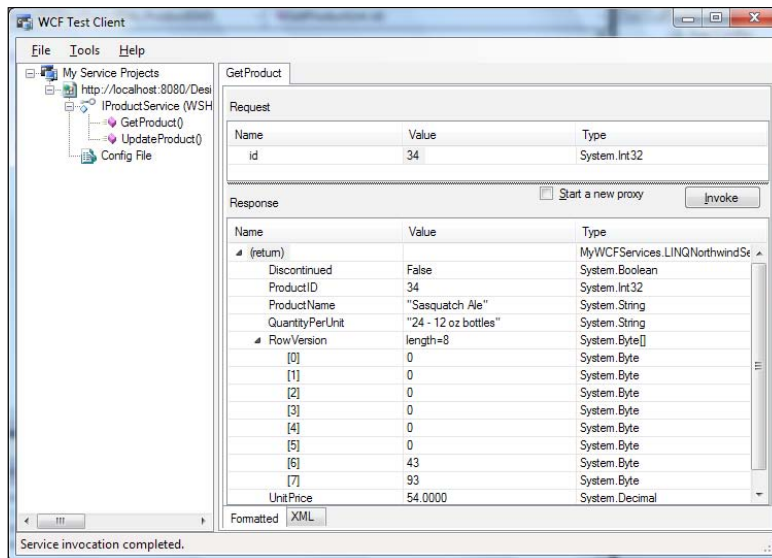 WCF Test Client
File Tools Help
My Service Projects
http://localhost:8080/Desi
IProductService (WSH
GetProduct()
UpdateProduct()
Config File
GetProduct
Request
Name Value Type
id 34 System.Int32
Start a new proxy
Invoke
Response
Name Value Type
(return) MyWCFServices.LINQNorthwindSe
Discontinued False System.Boolean
ProductID 34 System.Int32
ProductName "Sasquatch Ale" System.String
QuantityPerUnit "24 - 12 oz bottles" System.String
RowVersion length=8 System.Byte[]
[0] 0 System.Byte
[1] 0 System.Byte
[2] 0 System.Byte
[3] 0 System.Byte
[4] 0 System.Byte
[5] 0 System.Byte
[6] 43 System.Byte
[7] 93 System.Byte
UnitPrice 54.0000 System.Decimal
Formatted XML
Service invocation completed.